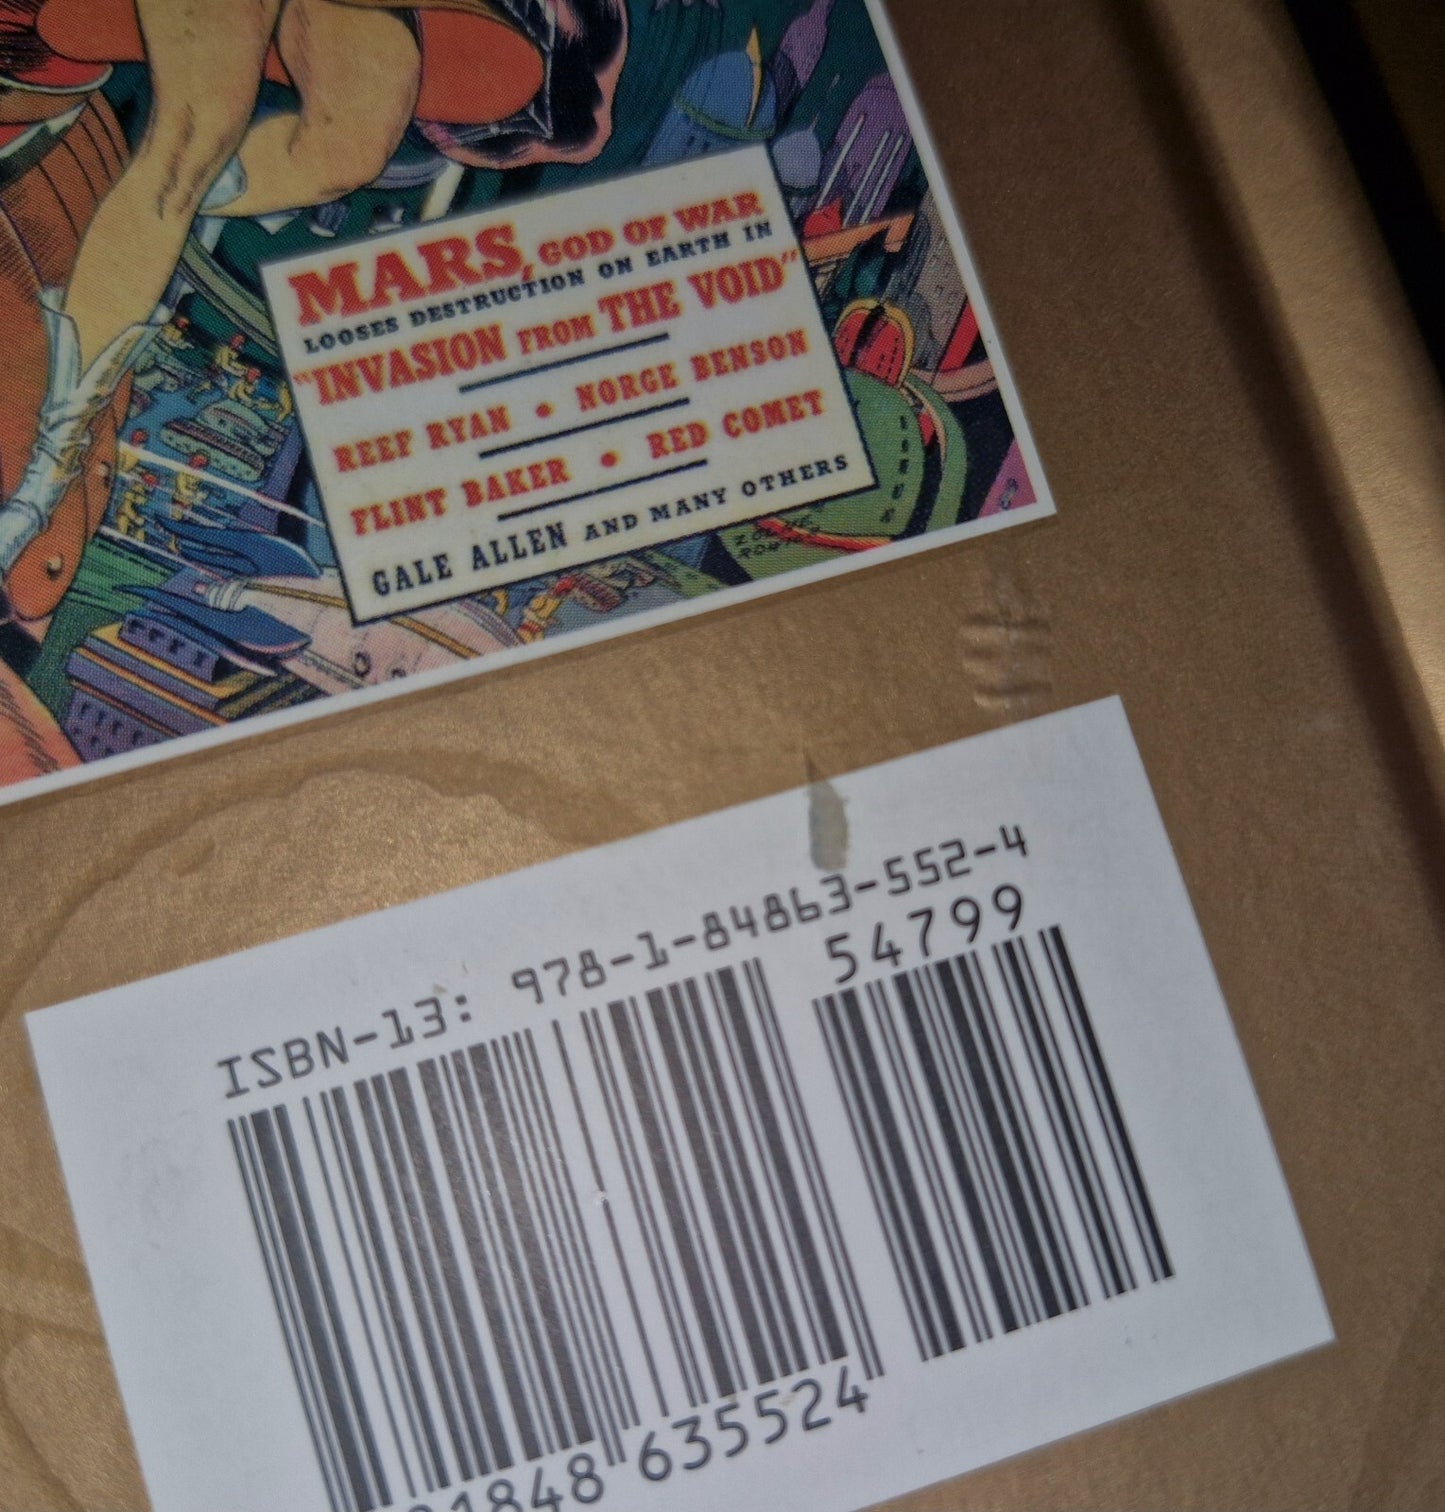 MARS, GOD OF WAR
LOOSES DESTRUCTION ON EARTH IN
"INVASION FROM THE VOID"
REEF RYAN • NORGE BENSON
FLINT BAKER • RED COMET
GALE ALLEN AND MANY OTHERS
ISBN-13: 978-1-84863-552-4
54799
81848 635524